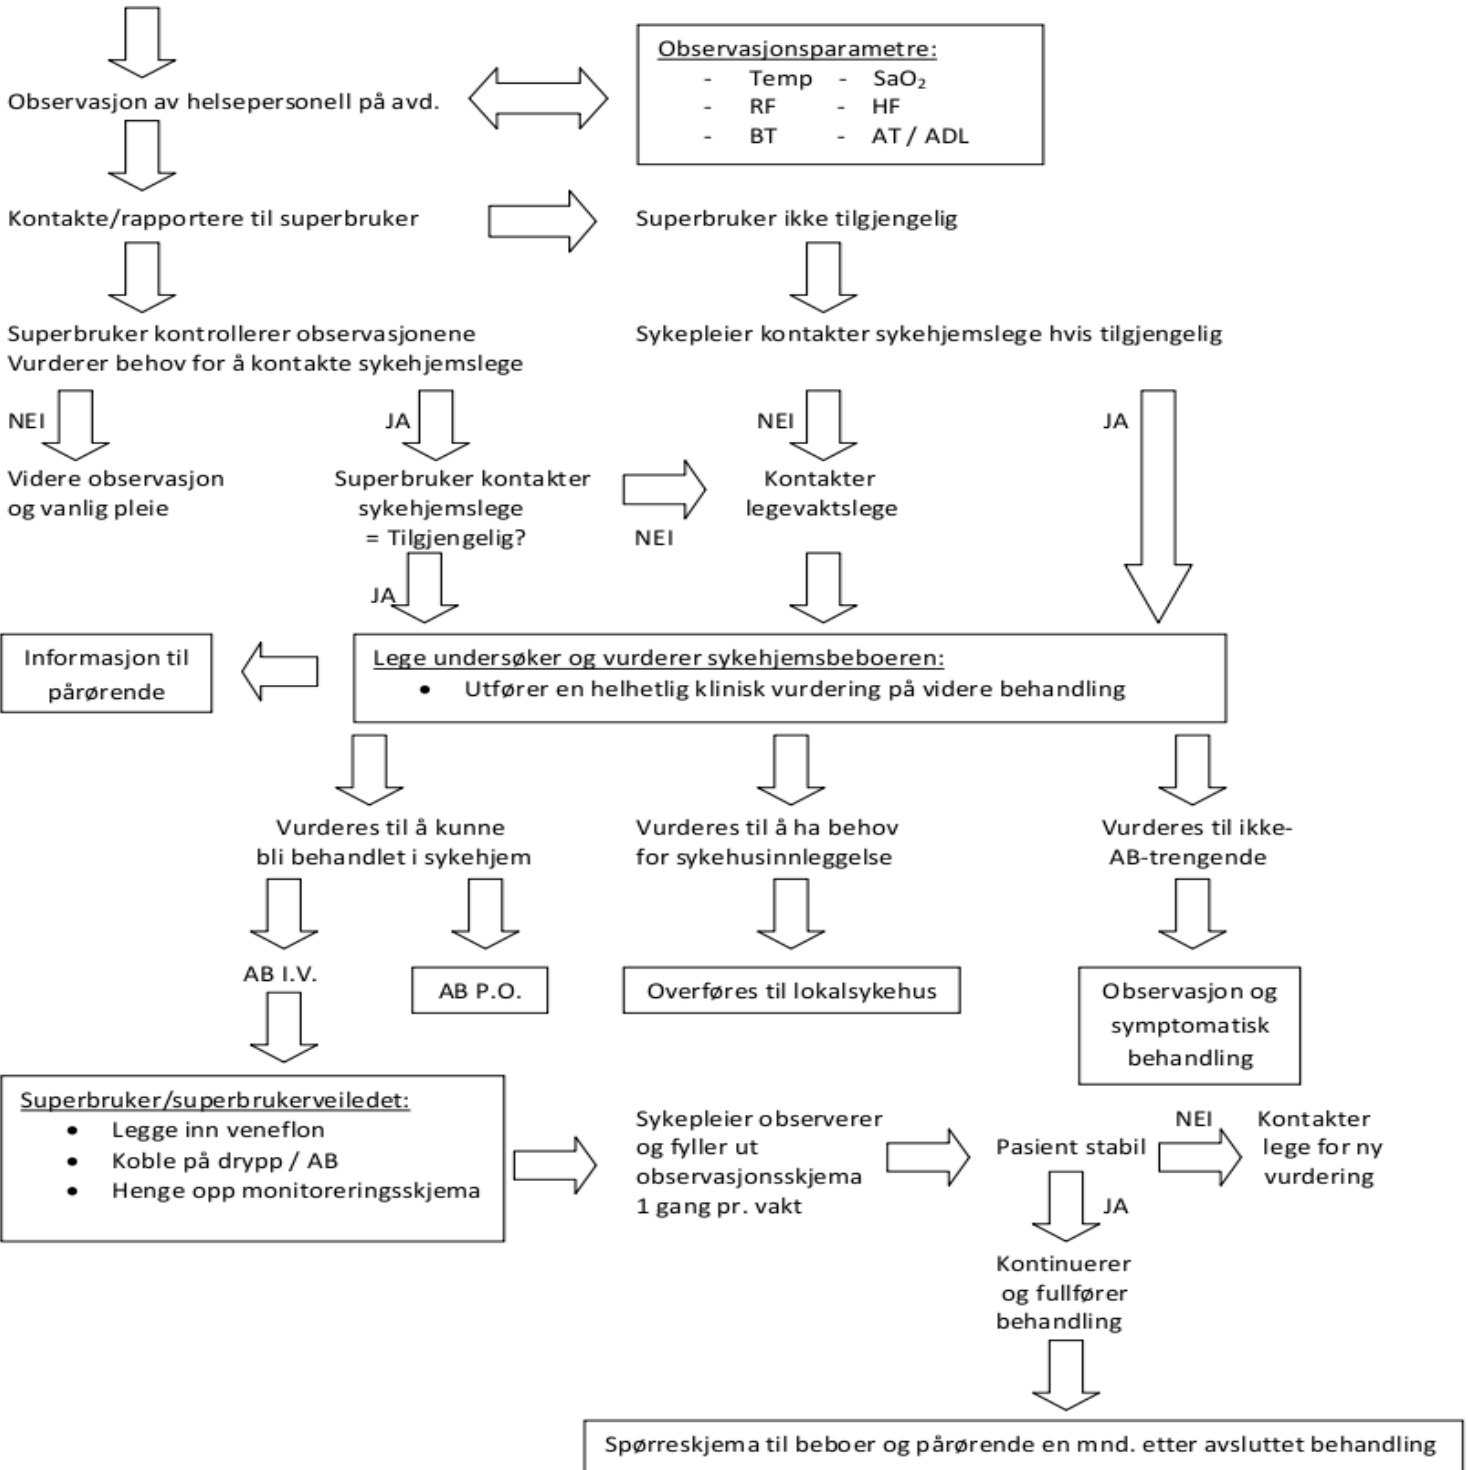 Observasjon av helsepersonell på avd.
Observasjonsparametre:
- Temp - SaO₂
- RF - HF
- BT - AT / ADL
Kontakte/rapportere til superbruker
Superbruker ikke tilgjengelig
Superbruker kontrollerer observasjonene
Vurderer behov for å kontakte sykehjemslege
Sykepleier kontakter sykehjemslege hvis tilgjengelig
NEI
JA
NEI
JA
Videre observasjon
og vanlig pleie
Superbruker kontakter
sykehjemslege
= Tilgjengelig?
NEI
Kontakter
legevaktslege
JA
Informasjon til
pårørende
Lege undersøker og vurderer sykehjemsbeboeren:
• Utfører en helhetlig klinisk vurdering på videre behandling
Vurderes til å kunne
bli behandlet i sykehjem
Vurderes til å ha behov
for sykehusinnleggelse
Vurderes til ikke-
AB-trengende
AB I.V.
AB P.O.
Overføres til lokalsykehus
Observasjon og
symptomatisk
behandling
Superbruker/superbrukerveiledet:
• Legge inn veneflon
• Koble på drypp / AB
• Henge opp monitoreringsskjema
Sykepleier observerer
og fyller ut
observasjonsskjema
1 gang pr. vakt
Pasient stabil
NEI
Kontakter
lege for ny
vurdering
JA
Kontinuerer
og fullfører
behandling
Spørreskjema til beboer og pårørende en mnd. etter avsluttet behandling